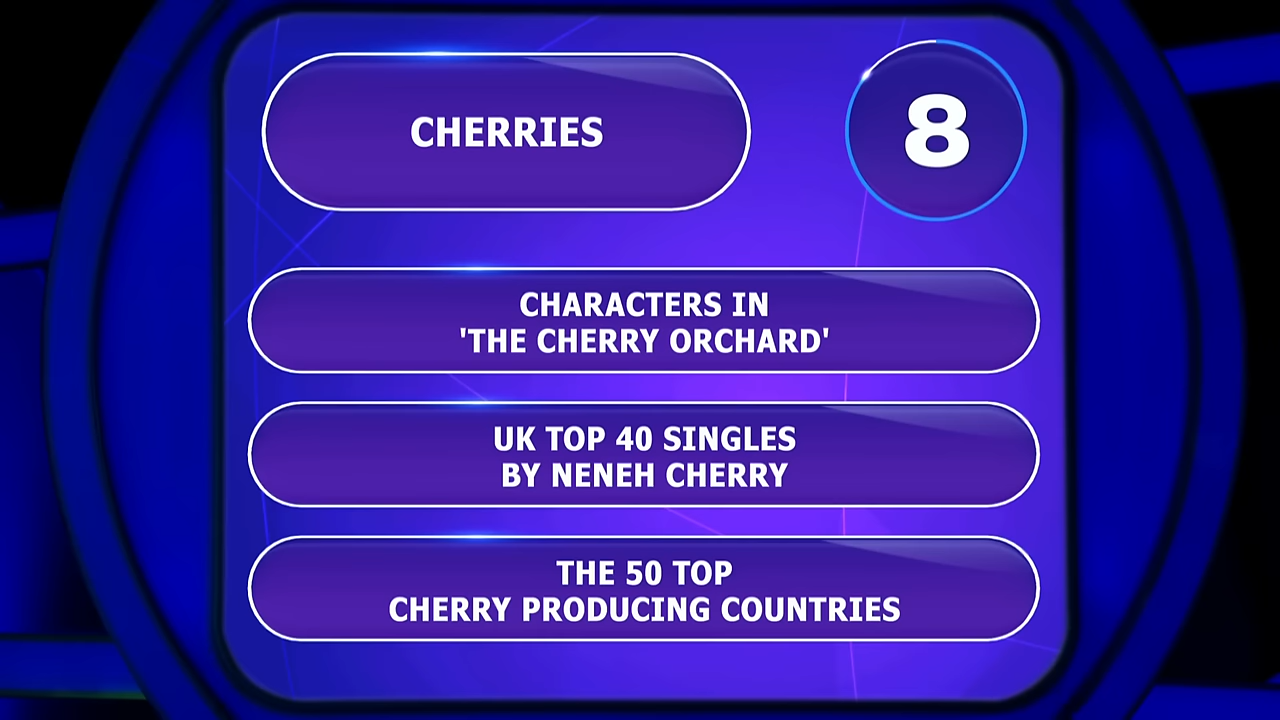 CHERRIES
8
CHARACTERS IN
'THE CHERRY ORCHARD'
UK TOP 40 SINGLES
BY NENEH CHERRY
THE 50 TOP
CHERRY PRODUCING COUNTRIES